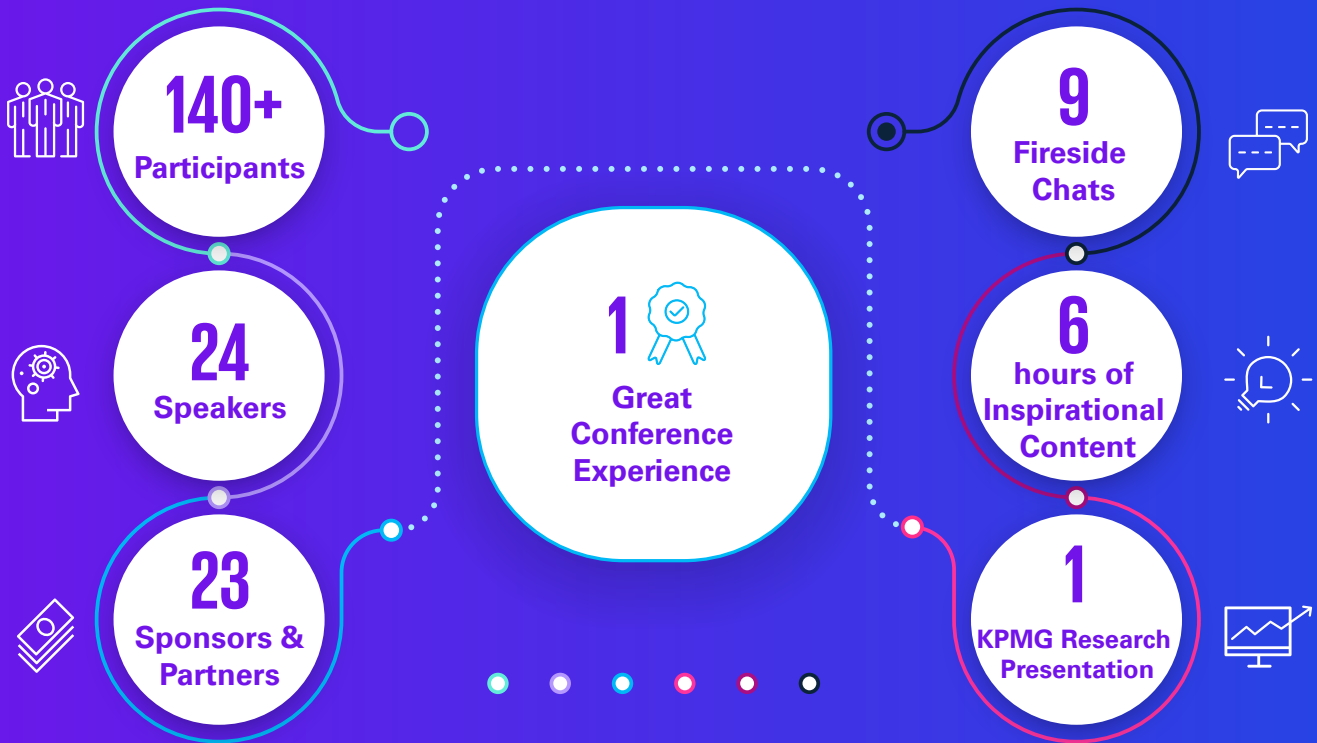 140+
Participants
24
Speakers
23
Sponsors &
Partners
1
Great
Conference
Experience
9
Fireside
Chats
6
hours of
Inspirational
Content
1
KPMG Research
Presentation